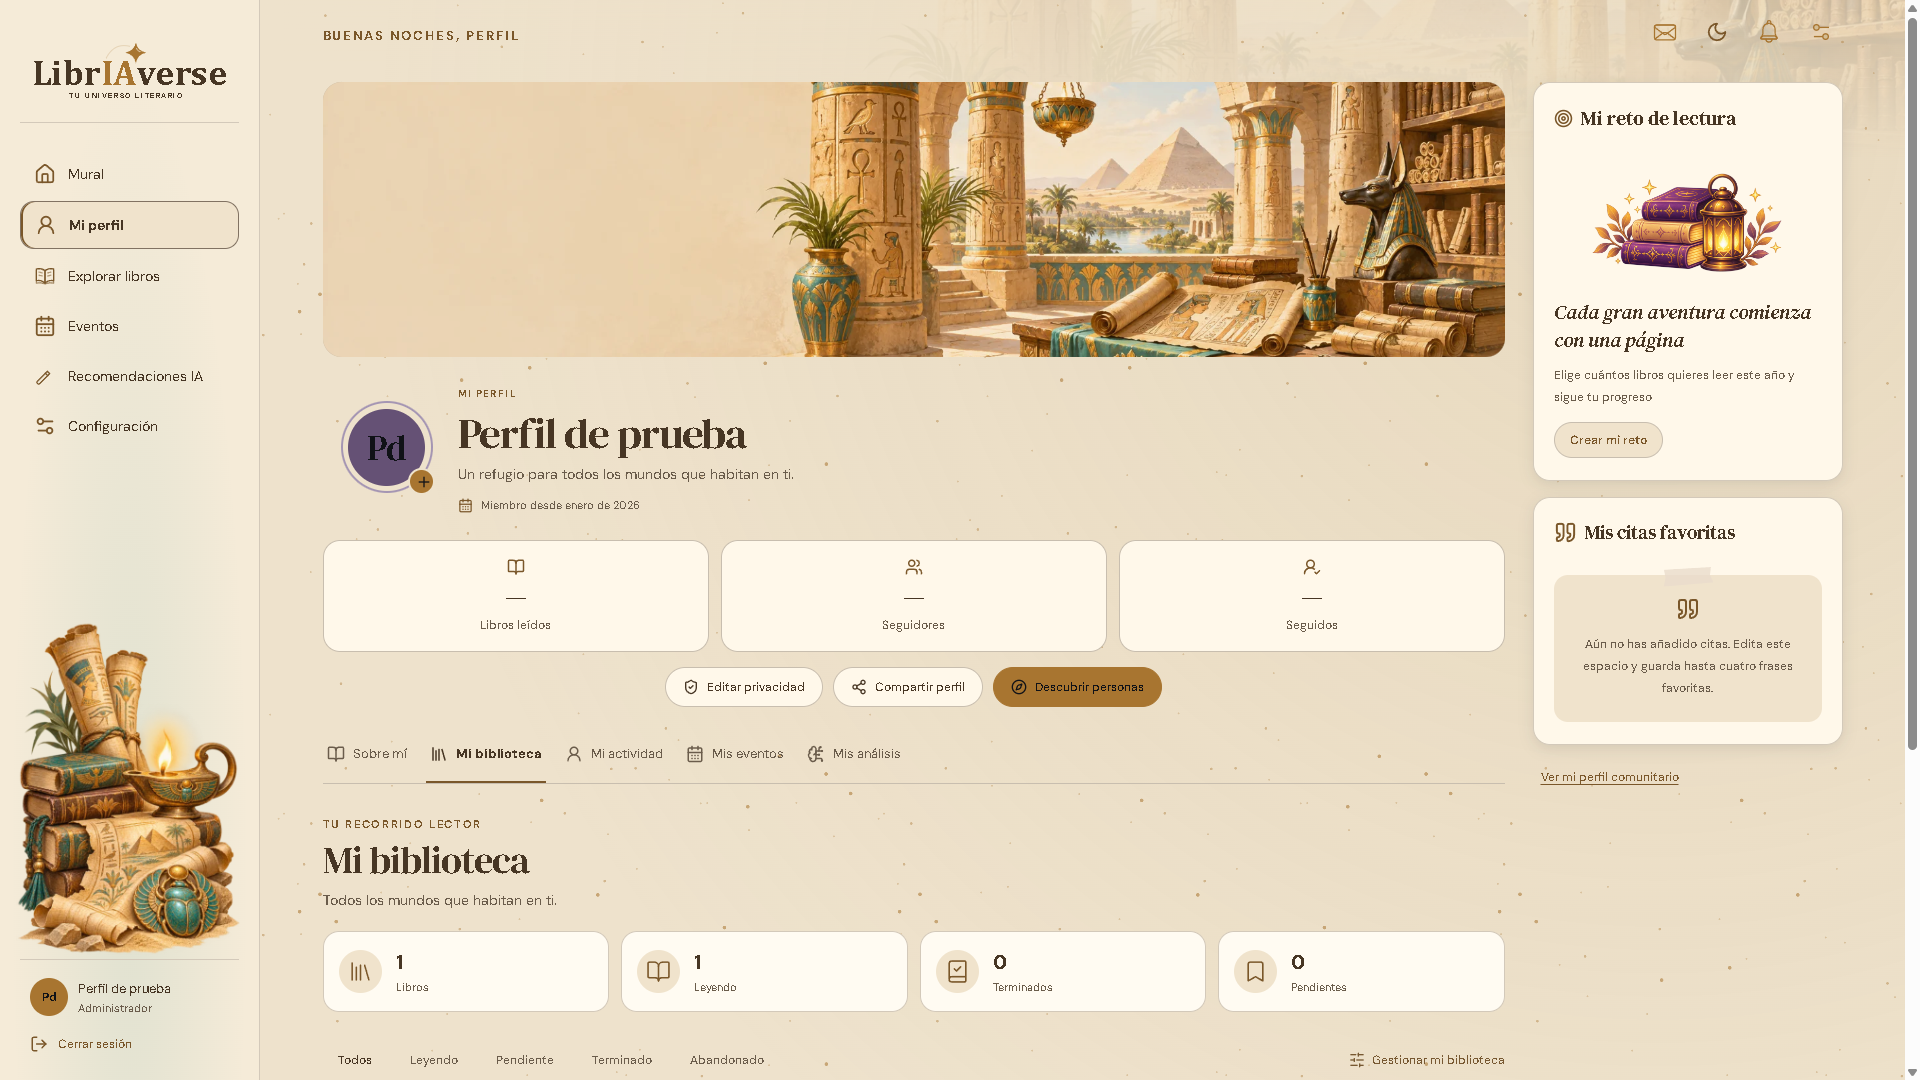 LibrIAverse
TU UNIVERSO LITERARIO
Mural
Mi perfil
Explorar libros
Eventos
Recomendaciones IA
Configuración
Pd
Perfil de prueba
Administrador
Cerrar sesión
BUENAS NOCHES, PERFIL
Pd
MI PERFIL
Perfil de prueba
Un refugio para todos los mundos que habitan en ti.
Miembro desde enero de 2026
—
Libros leídos
—
Seguidores
—
Seguidos
Editar privacidad
Compartir perfil
Descubrir personas
Sobre mí
Mi biblioteca
Mi actividad
Mis eventos
Mis análisis
TU RECORRIDO LECTOR
Mi biblioteca
Todos los mundos que habitan en ti.
1
Libros
1
Leyendo
0
Terminados
0
Pendientes
Todos
Leyendo
Pendiente
Terminado
Abandonado
Gestionar mi biblioteca
Mi reto de lectura
Cada gran aventura comienza
con una página
Elige cuántos libros quieres leer este año y
sigue tu progreso
Crear mi reto
Mis citas favoritas
Aún no has añadido citas. Edita este
espacio y guarda hasta cuatro frases
favoritas.
Ver mi perfil comunitario